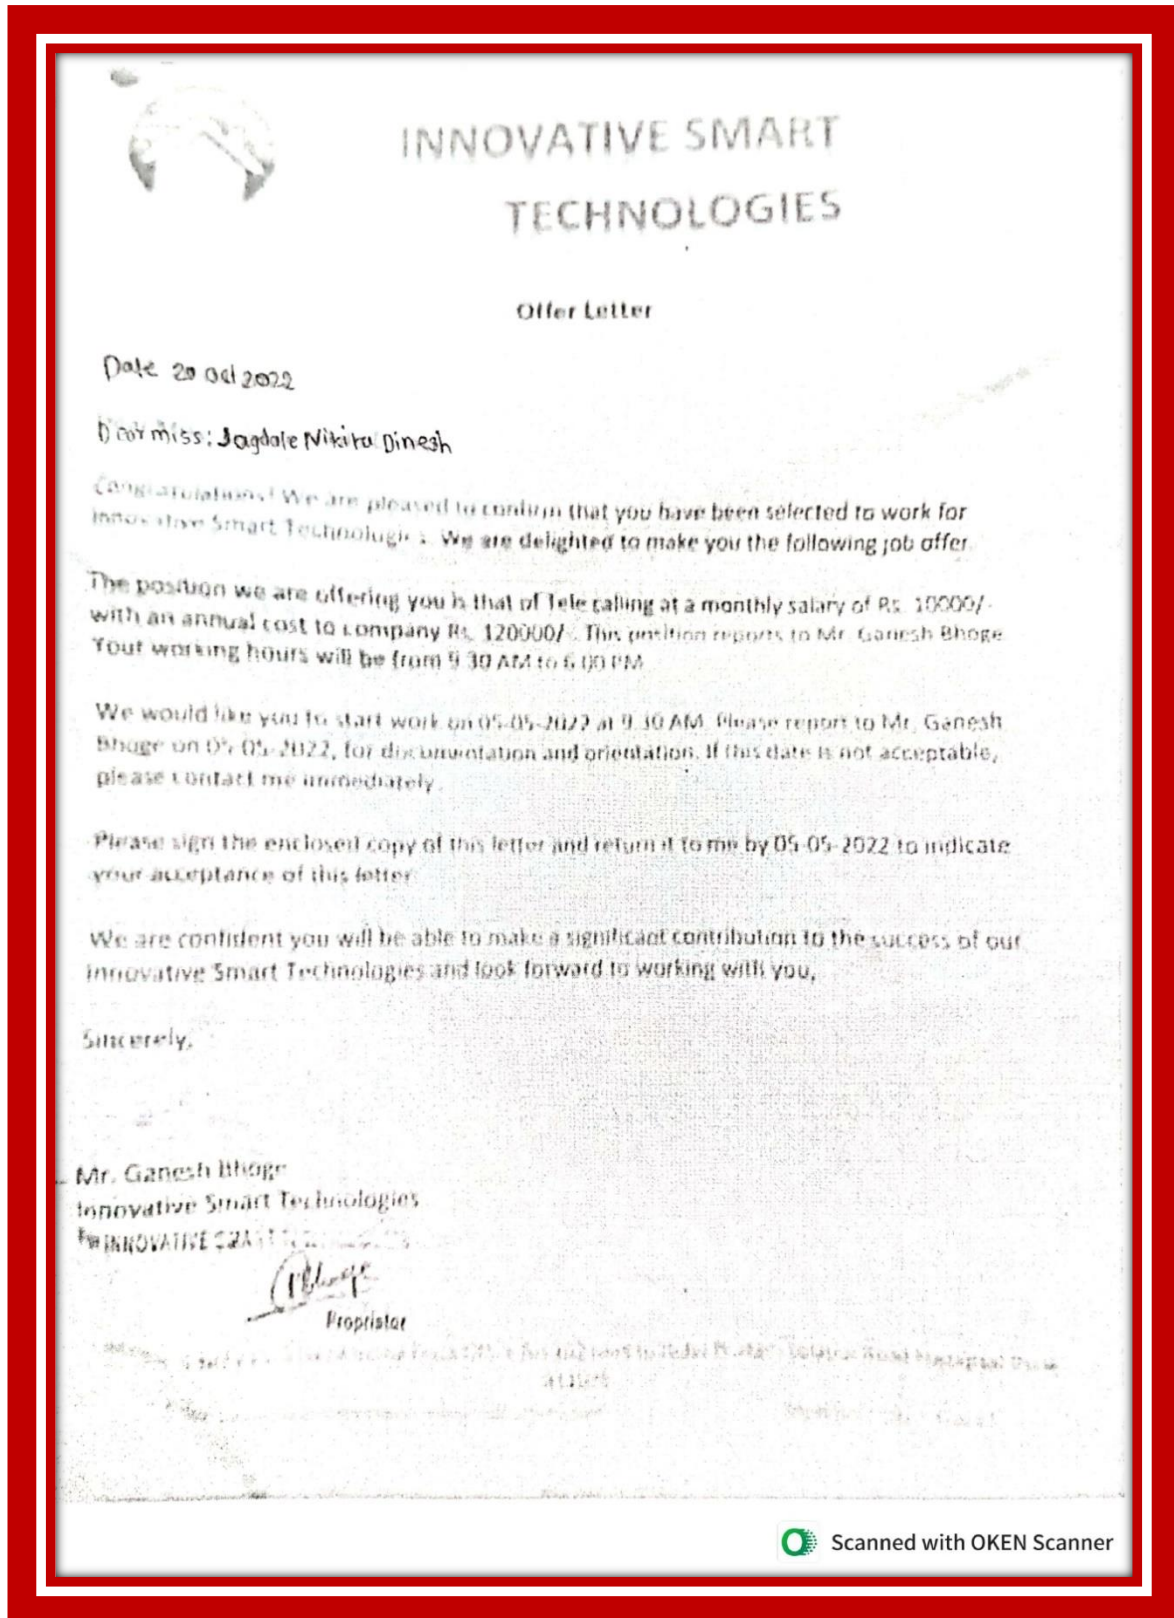 INNOVATIVE SMART
TECHNOLOGIES
Offer Letter
Date 20 Oct 2022
Dear miss: Jagdale Nikita Dinesh
Congratulations! We are pleased to confirm that you have been selected to work for
Innovative Smart Technologies. We are delighted to make you the following job offer.
The position we are offering you is that of Tele calling at a monthly salary of Rs. 10000/-
with an annual cost to company Rs. 120000/-. This position reports to Mr. Ganesh Bhoge
Your working hours will be from 9.30 AM to 6.00 PM
We would like you to start work on 05-05-2022 at 9.30 AM. Please report to Mr. Ganesh
Bhoge on 05-05-2022, for documentation and orientation. If this date is not acceptable,
please contact me immediately.
Please sign the enclosed copy of this letter and return it to me by 05-05-2022 to indicate
your acceptance of this letter
We are confident you will be able to make a significant contribution to the success of our
Innovative Smart Technologies and look forward to working with you,
Sincerely,
Mr. Ganesh Bhoge
Innovative Smart Technologies
For INNOVATIVE SMART
Bhoge
Proprietor
Road
Scanned with OKEN Scanner